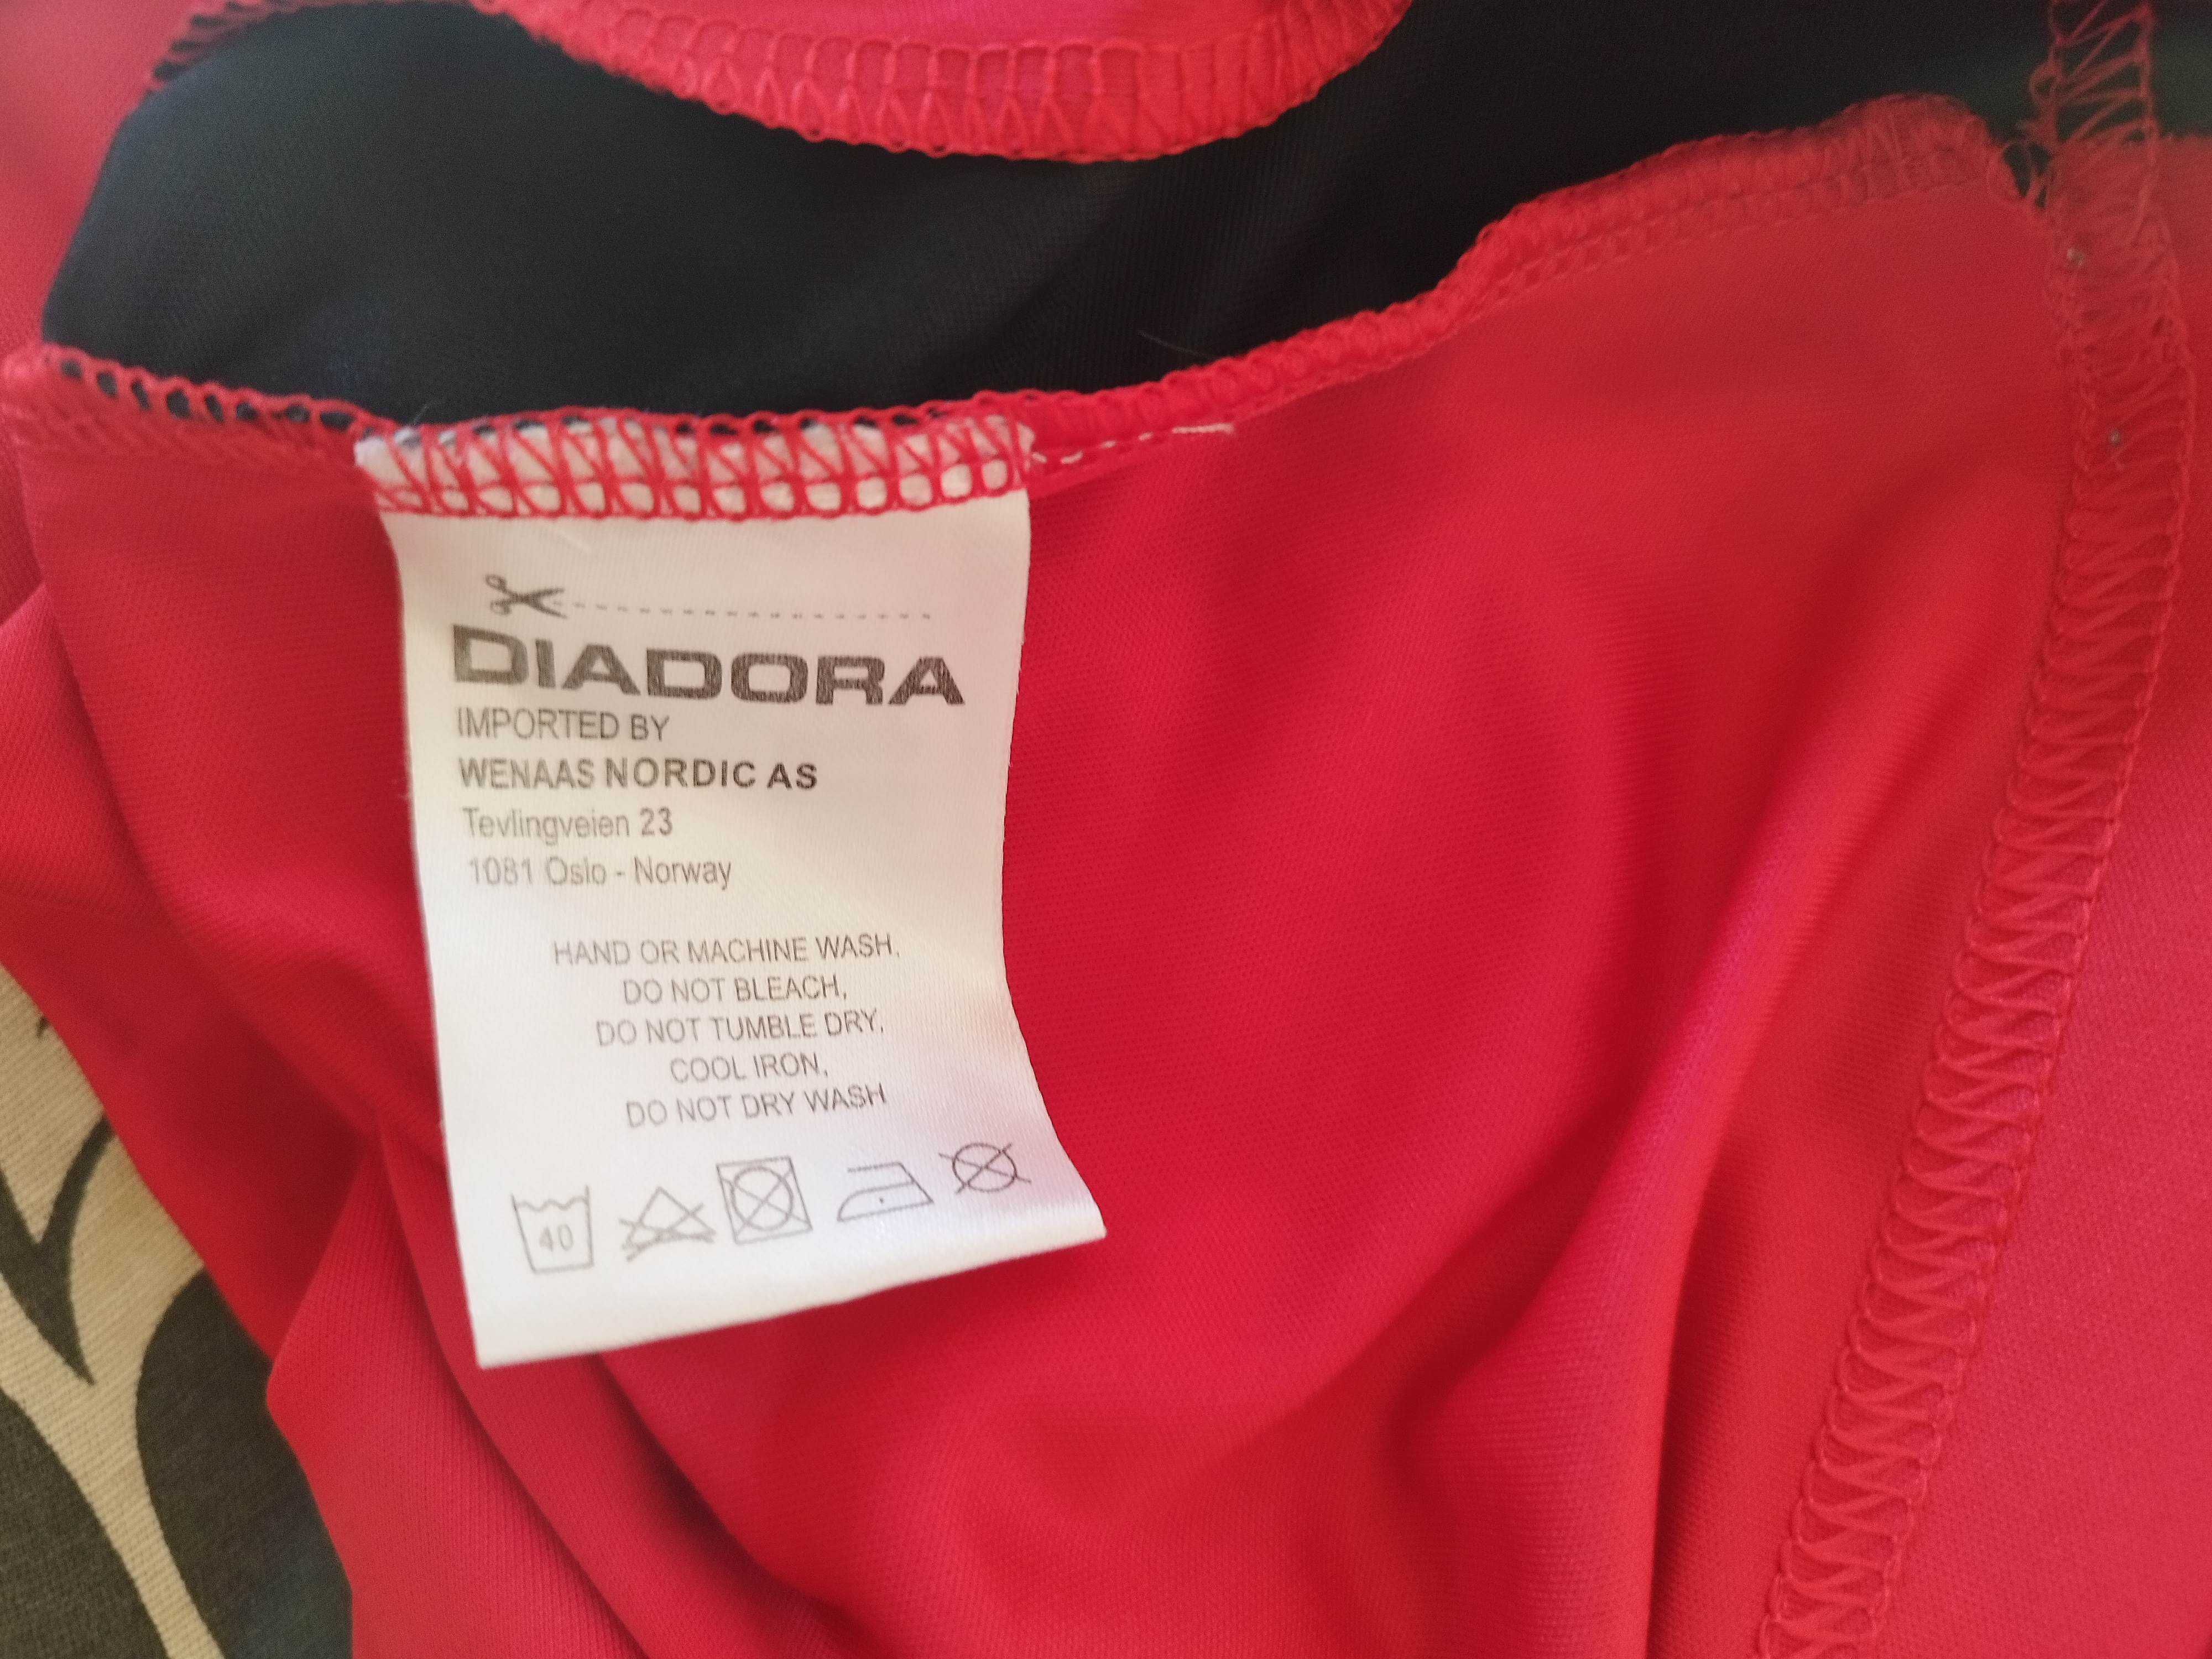 DIADORA
IMPORTED BY
WENAAS NORDIC AS
Tevlingveien 23
1081 Oslo - Norway
HAND OR MACHINE WASH,
DO NOT BLEACH,
DO NOT TUMBLE DRY,
COOL IRON,
DO NOT DRY WASH
40